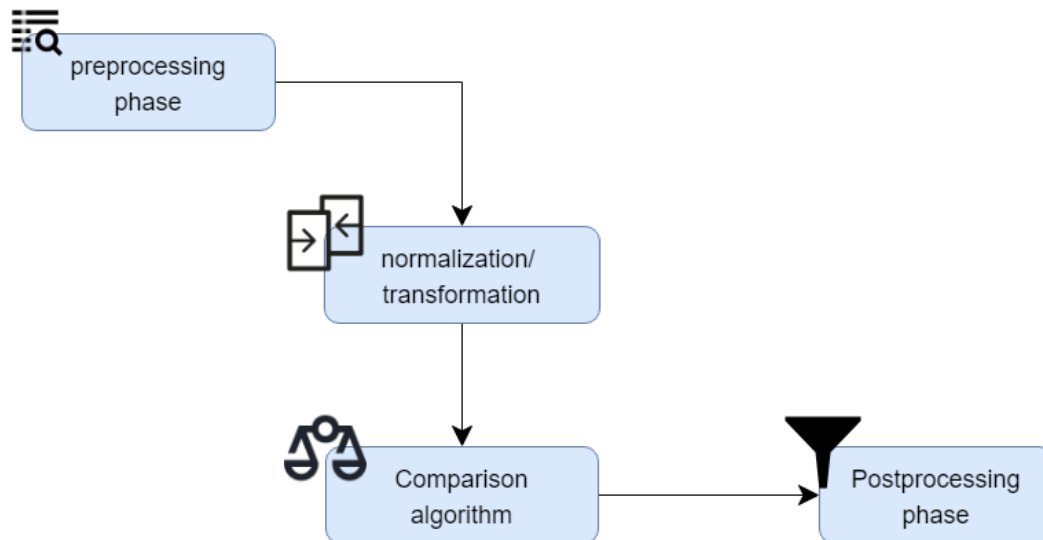 preprocessing
phase
normalization/
transformation
Comparison
algorithm
Postprocessing
phase